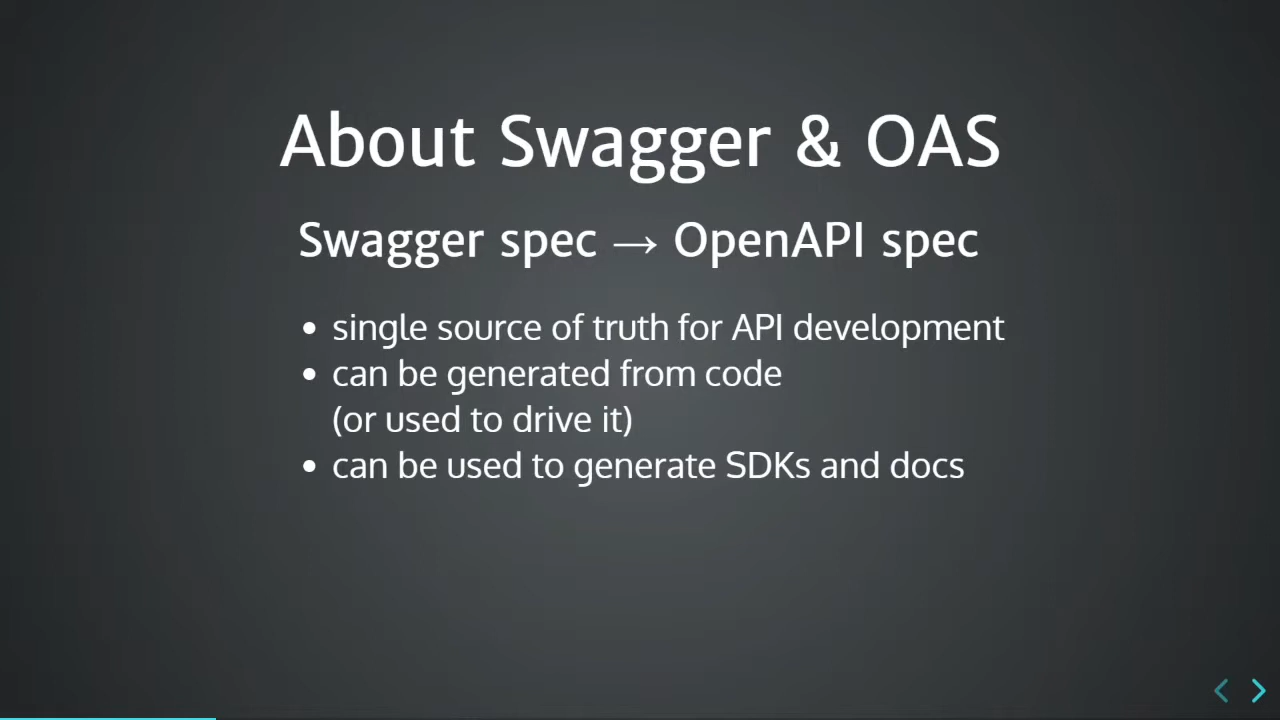 About Swagger & OAS
Swagger spec → OpenAPI spec
• single source of truth for API development
• can be generated from code
(or used to drive it)
• can be used to generate SDKs and docs